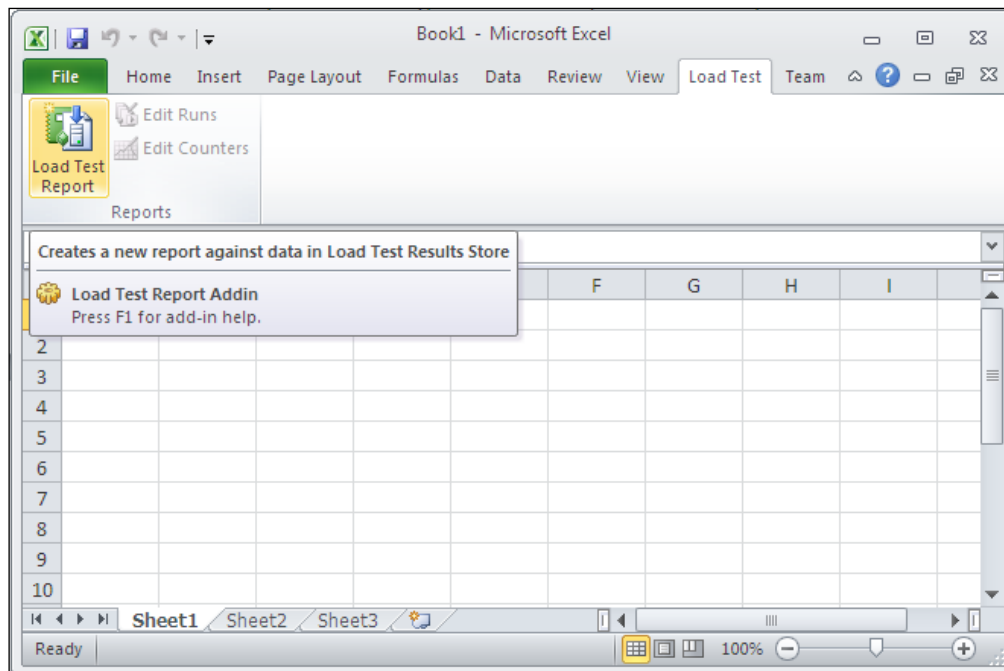 Book1 - Microsoft Excel
File Home Insert Page Layout Formulas Data Review View Load Test Team
Edit Runs
Edit Counters
Load Test
Report
Reports
Creates a new report against data in Load Test Results Store
Load Test Report Addin
Press F1 for add-in help.
F G H I
2
3
4
5
6
7
8
9
10
Sheet1 Sheet2 Sheet3
Ready 100%